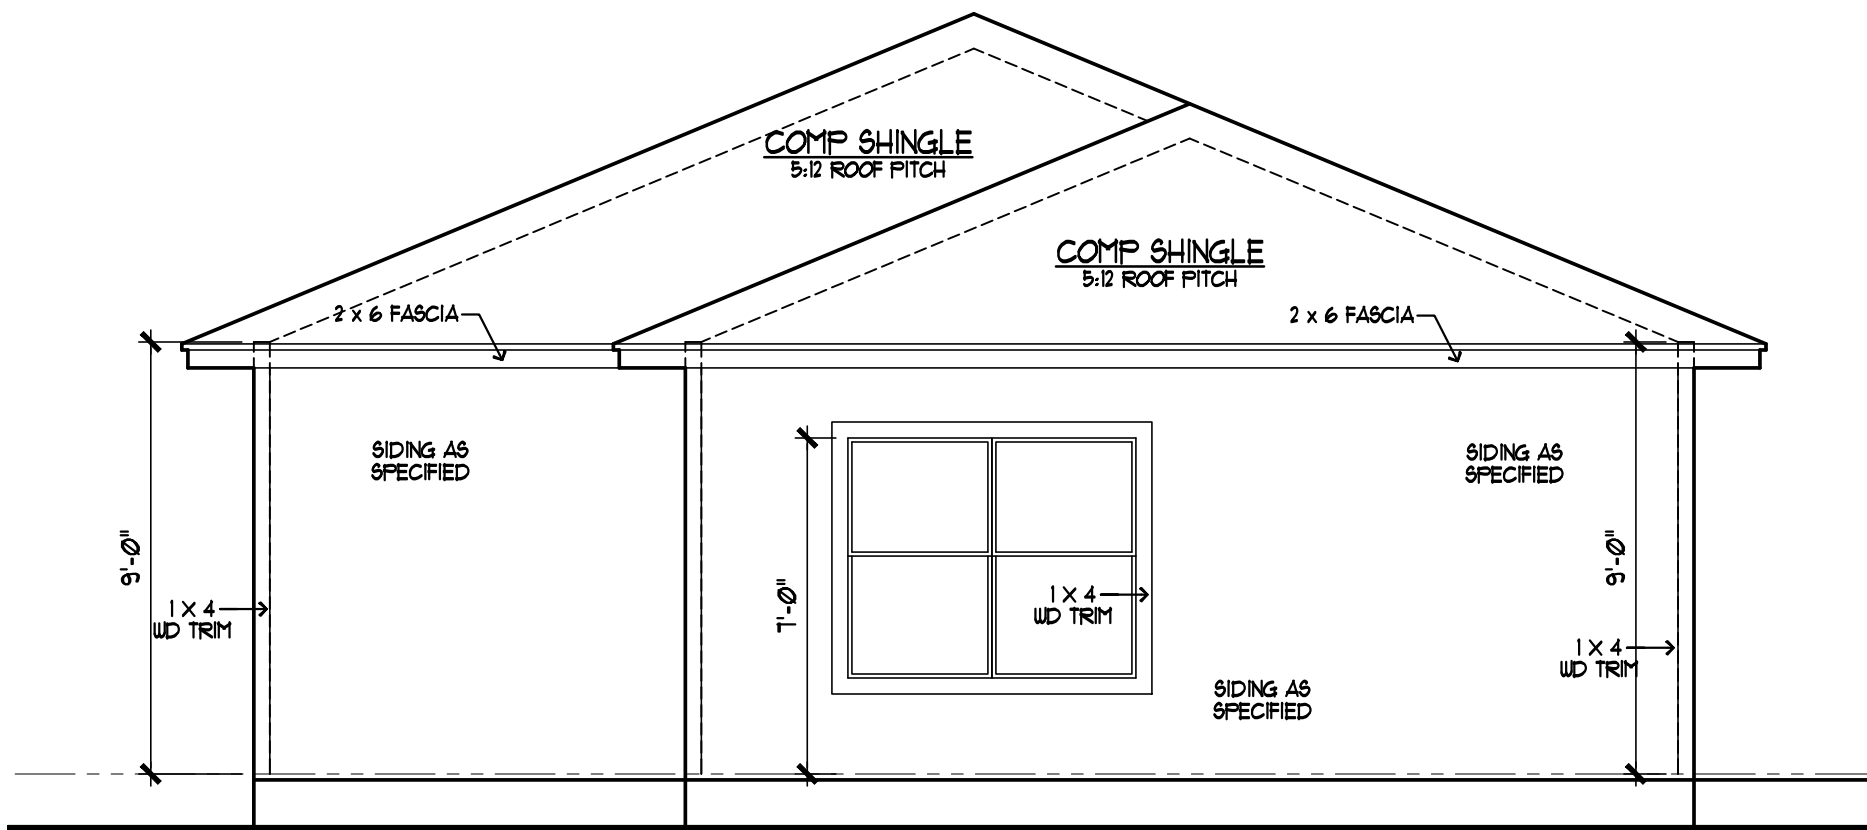 COMP SHINGLE
5:12 ROOF PITCH
COMP SHINGLE
5:12 ROOF PITCH
2 x 6 FASCIA
2 x 6 FASCIA
SIDING AS
SPECIFIED
SIDING AS
SPECIFIED
9'-0"
7'-0"
9'-0"
1 X 4
WD TRIM
1 X 4
WD TRIM
1 X 4
WD TRIM
SIDING AS
SPECIFIED